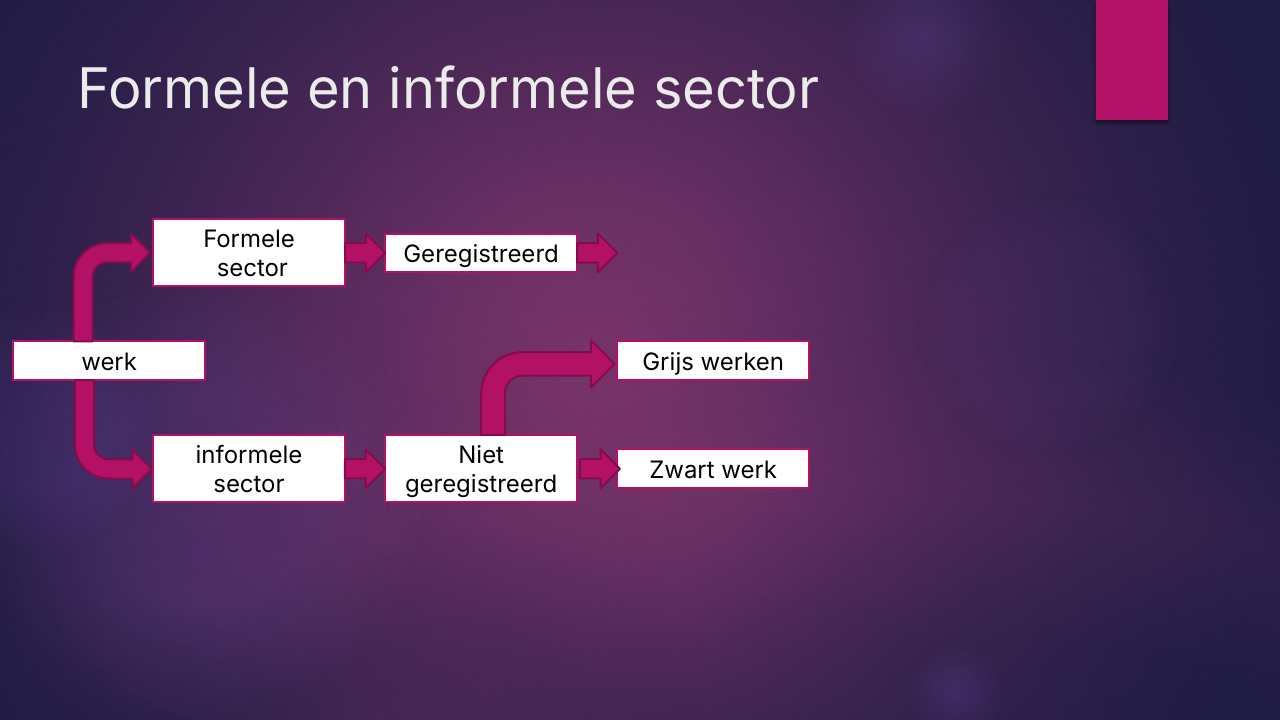 Formele en informele sector
Formele
sector
Geregistreerd
werk
Grijs werken
informele
sector
Niet
geregistreerd
Zwart werk